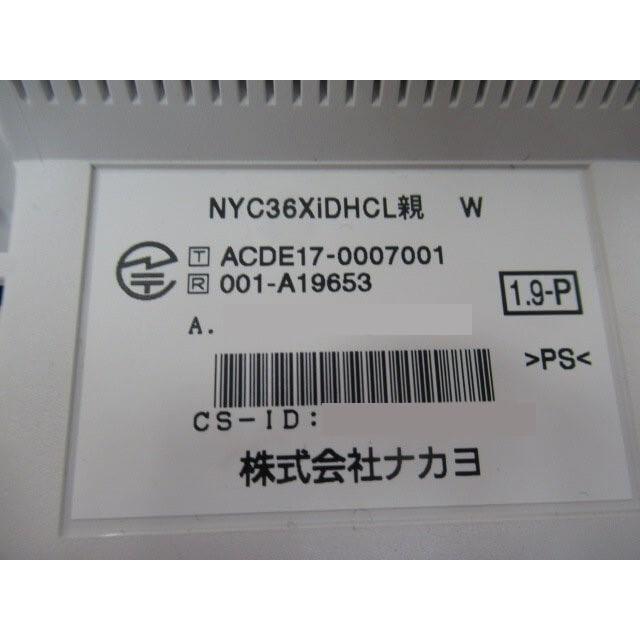 NYC36XiDHCL親 W
T ACDE17-0007001
R 001-A19653
1.9-P
A.
>PS<
CS-ID:
株式会社ナカヨ